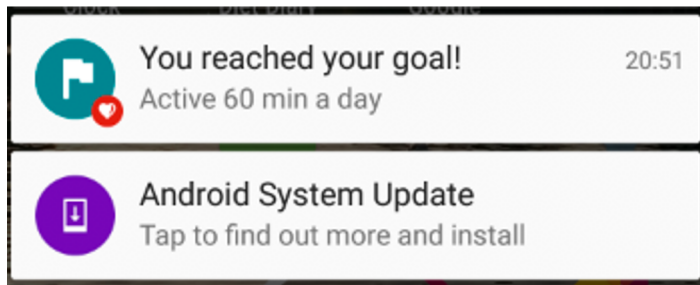 You reached your goal!
20:51
Active 60 min a day
Android System Update
Tap to find out more and install